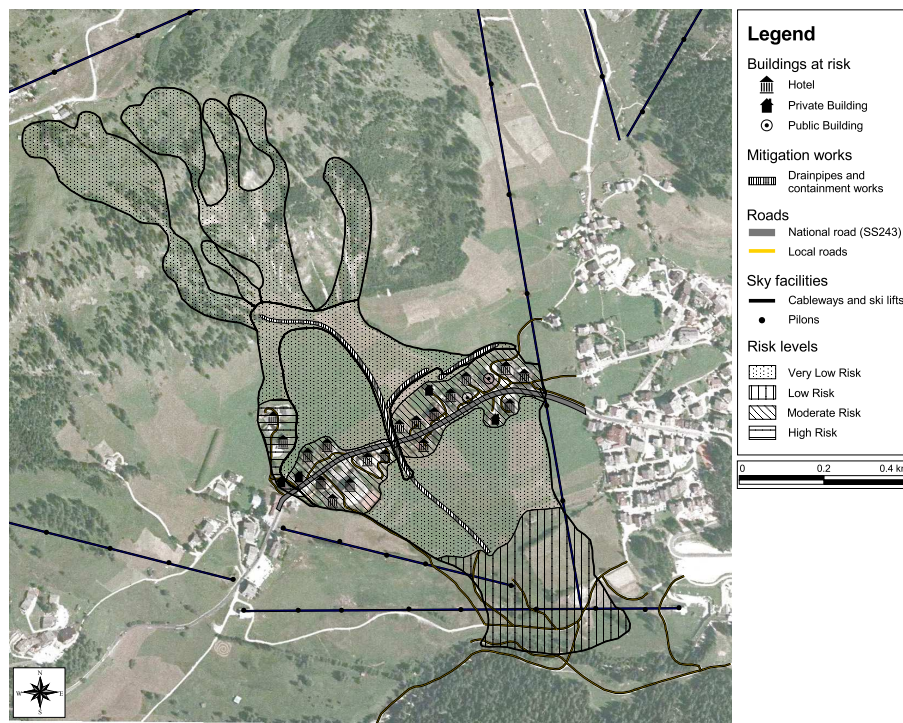 Legend
Buildings at risk
Hotel
Private Building
Public Building
Mitigation works
Drainpipes and
containment works
Roads
National road (SS243)
Local roads
Sky facilities
Cableways and ski lifts
Pilons
Risk levels
Very Low Risk
Low Risk
Moderate Risk
High Risk
0 0.2 0.4 km
N
W E
S